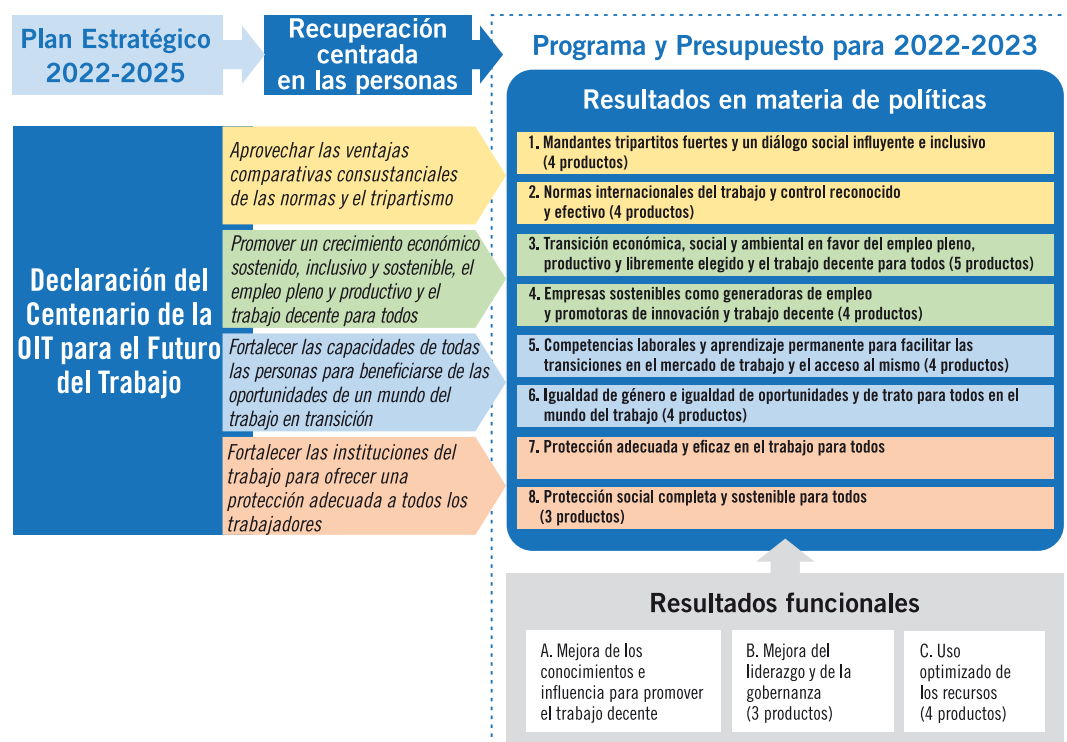 Plan Estratégico
2022-2025
Recuperación
centrada
en las personas
Programa y Presupuesto para 2022-2023
Declaración del
Centenario de la
OIT para el Futuro
del Trabajo
Aprovechar las ventajas
comparativas consustanciales
de las normas y el tripartismo
Promover un crecimiento económico
sostenido, inclusivo y sostenible, el
empleo pleno y productivo y el
trabajo decente para todos
Fortalecer las capacidades de todas
las personas para beneficiarse de las
oportunidades de un mundo del
trabajo en transición
Fortalecer las instituciones del
trabajo para ofrecer una
protección adecuada a todos los
trabajadores
Resultados en materia de políticas
1. Mandantes tripartitos fuertes y un diálogo social influyente e inclusivo
(4 productos)
2. Normas internacionales del trabajo y control reconocido
y efectivo (4 productos)
3. Transición económica, social y ambiental en favor del empleo pleno,
productivo y libremente elegido y el trabajo decente para todos (5 productos)
4. Empresas sostenibles como generadoras de empleo
y promotoras de innovación y trabajo decente (4 productos)
5. Competencias laborales y aprendizaje permanente para facilitar las
transiciones en el mercado de trabajo y el acceso al mismo (4 productos)
6. Igualdad de género e igualdad de oportunidades y de trato para todos en el
mundo del trabajo (4 productos)
7. Protección adecuada y eficaz en el trabajo para todos
8. Protección social completa y sostenible para todos
(3 productos)
Resultados funcionales
A. Mejora de los
conocimientos e
influencia para promover
el trabajo decente
B. Mejora del
liderazgo y de la
gobernanza
(3 productos)
C. Uso
optimizado de
los recursos
(4 productos)